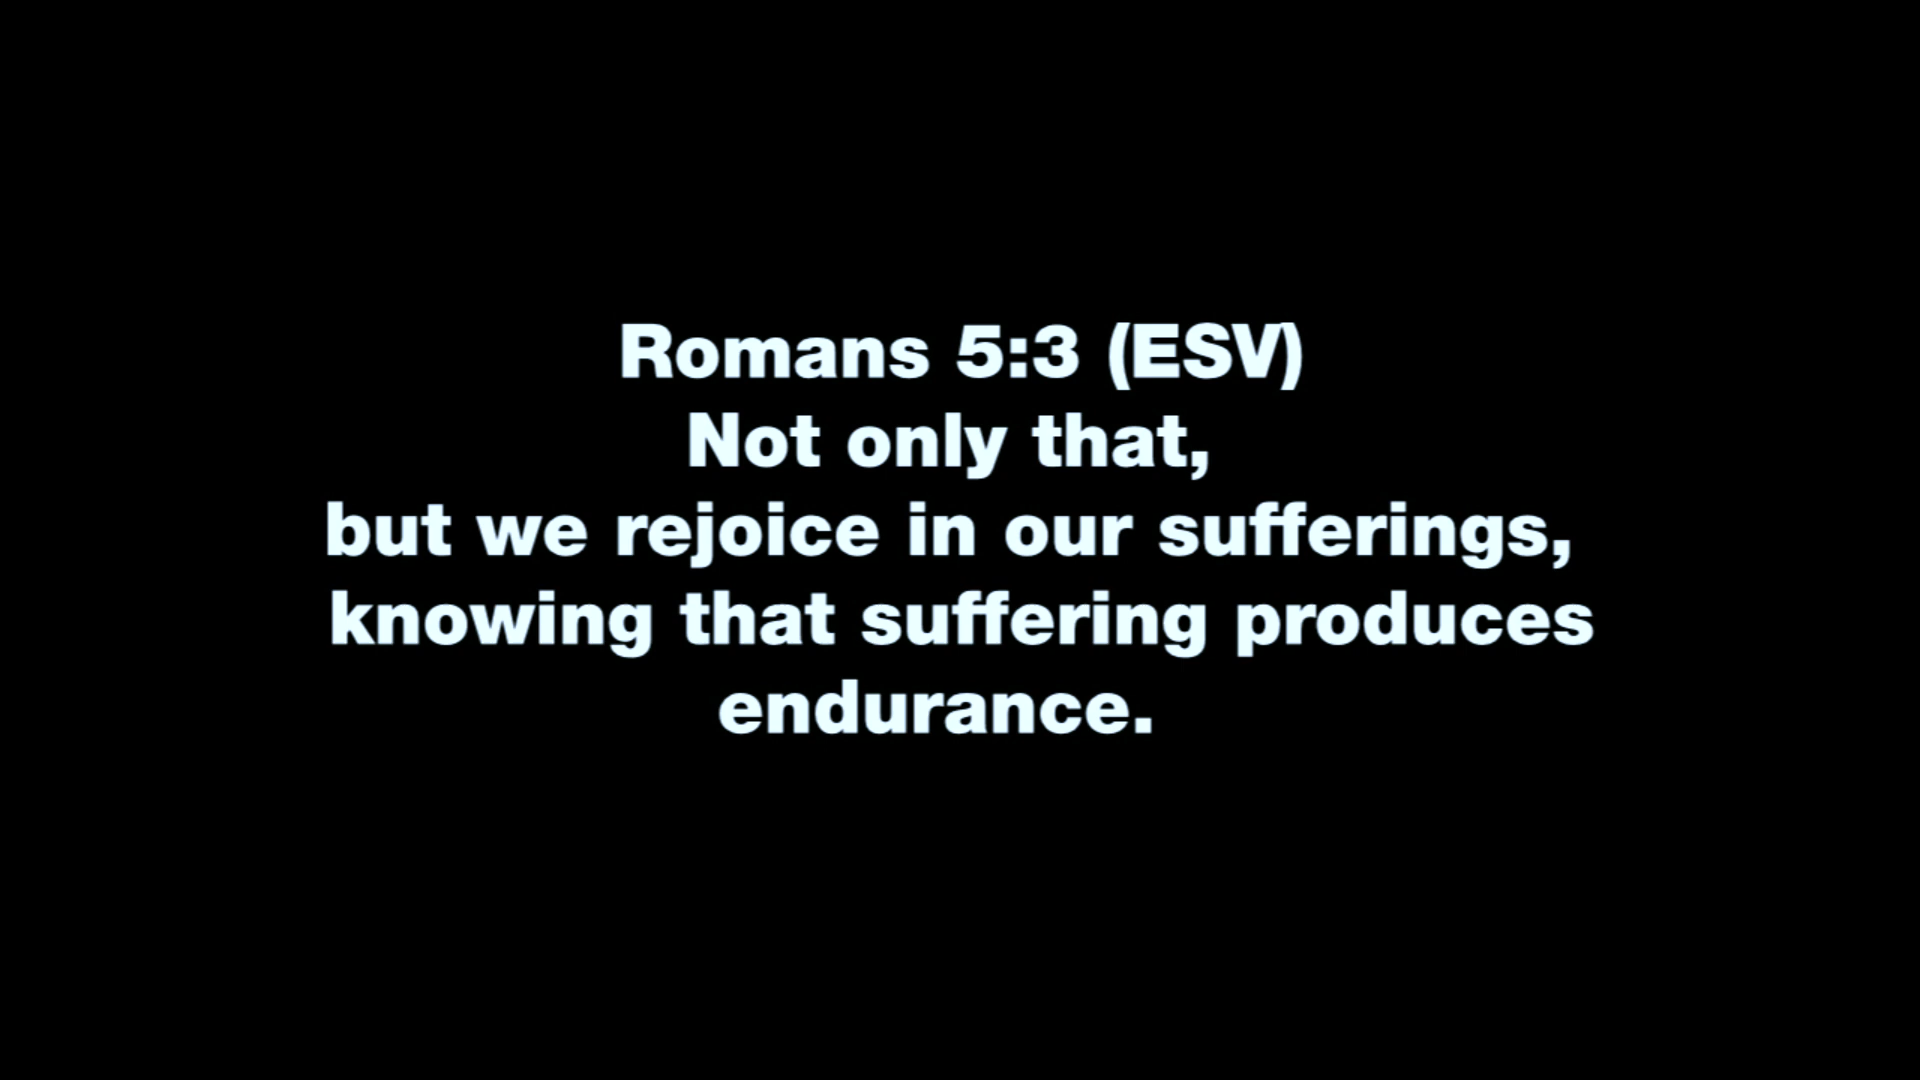 Romans 5:3 (ESV)
Not only that,
but we rejoice in our sufferings,
knowing that suffering produces
endurance.